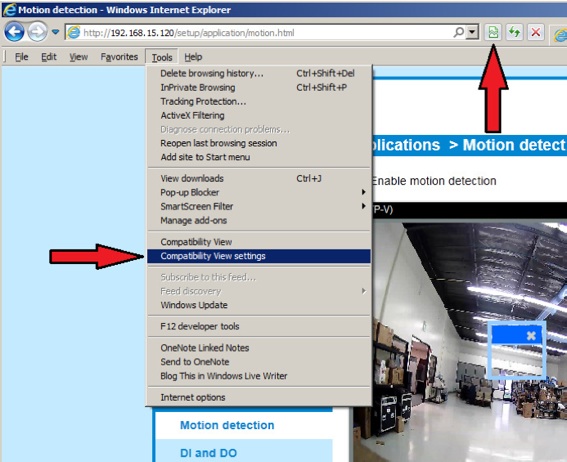 Motion detection - Windows Internet Explorer
http://192.168.15.120/setup/application/motion.html
File Edit View Favorites Tools Help
Delete browsing history... Ctrl+Shift+Del
InPrivate Browsing Ctrl+Shift+P
Tracking Protection...
ActiveX Filtering
Diagnose connection problems...
Reopen last browsing session
Add site to Start menu
lications > Motion detect
View downloads Ctrl+J
Enable motion detection
Pop-up Blocker
SmartScreen Filter
P-V)
Manage add-ons
Compatibility View
Compatibility View settings
Subscribe to this feed...
Feed discovery
Windows Update
F12 developer tools
OneNote Linked Notes
Send to OneNote
Blog This in Windows Live Writer
Internet options
Motion detection
DI and DO